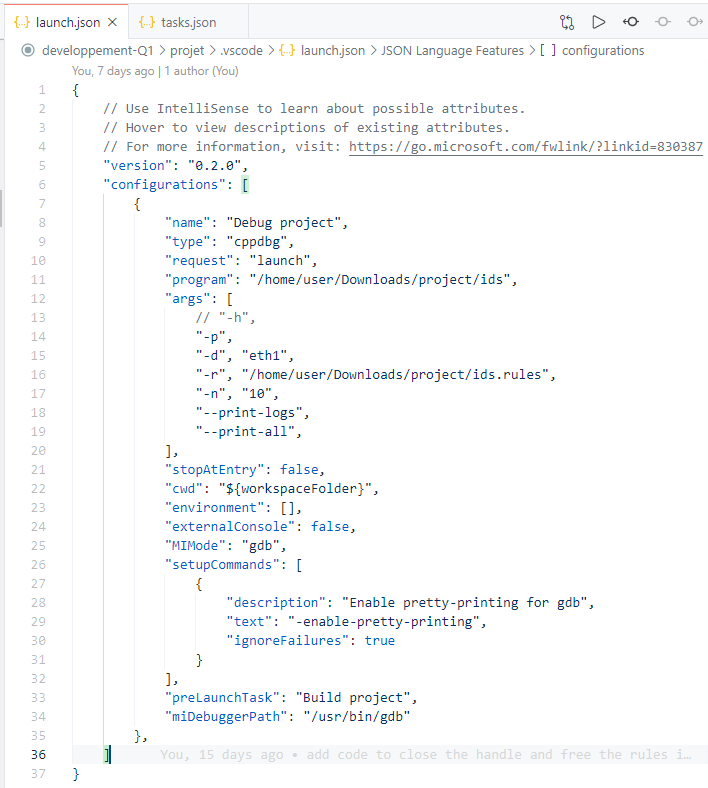 {..} launch.json × {..} tasks.json
developpement-Q1 > projet > .vscode > {..} launch.json > JSON Language Features > [ ] configurations
You, 7 days ago | 1 author (You)
1 {
2     // Use IntelliSense to learn about possible attributes.
3     // Hover to view descriptions of existing attributes.
4     // For more information, visit: https://go.microsoft.com/fwlink/?linkid=830387
5     "version": "0.2.0",
6     "configurations": [
7         {
8             "name": "Debug project",
9             "type": "cppdbg",
10             "request": "launch",
11             "program": "/home/user/Downloads/project/ids",
12             "args": [
13                 // "-h",
14                 "-p",
15                 "-d", "eth1",
16                 "-r", "/home/user/Downloads/project/ids.rules",
17                 "-n", "10",
18                 "--print-logs",
19                 "--print-all",
20             ],
21             "stopAtEntry": false,
22             "cwd": "${workspaceFolder}",
23             "environment": [],
24             "externalConsole": false,
25             "MIMode": "gdb",
26             "setupCommands": [
27                 {
28                     "description": "Enable pretty-printing for gdb",
29                     "text": "-enable-pretty-printing",
30                     "ignoreFailures": true
31                 }
32             ],
33             "preLaunchTask": "Build project",
34             "miDebuggerPath": "/usr/bin/gdb"
35         },
36     ] You, 15 days ago • add code to close the handle and free the rules i…
37 }